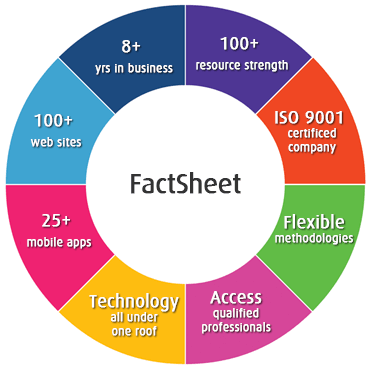 8+
yrs in business
100+
resource strength
ISO 9001
certificed
company
Flexible
methodologies
Access
qualified
professionals
Technology
all under
one roof
25+
mobile apps
100+
web sites
FactSheet